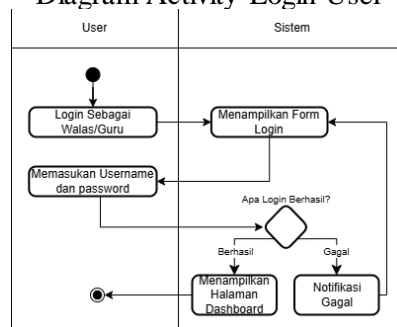 Diagram Activity Login User
User
Sistem
Login Sebagai
Walas/Guru
Menampilkan Form
Login
Memasukan Username
dan password
Apa Login Berhasil?
Berhasil
Gagal
Menampilkan
Halaman
Dashboard
Notifikasi
Gagal